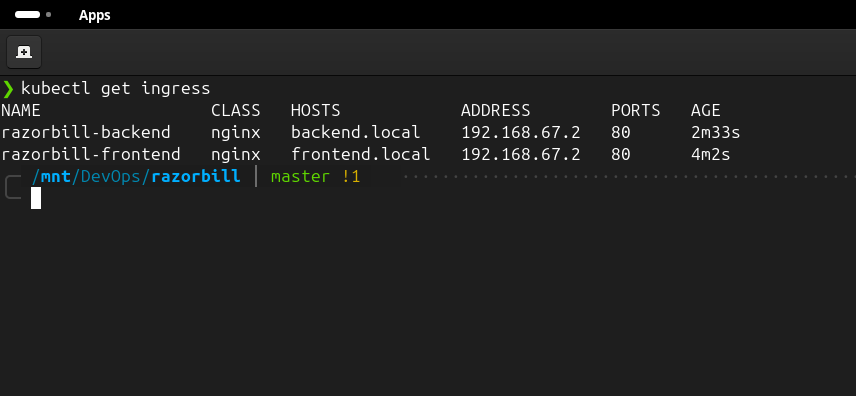 Apps
❯ kubectl get ingress
NAME                 CLASS   HOSTS            ADDRESS        PORTS   AGE
razorbill-backend    nginx   backend.local    192.168.67.2   80      2m33s
razorbill-frontend   nginx   frontend.local   192.168.67.2   80      4m2s
/mnt/DevOps/razorbill | master !1